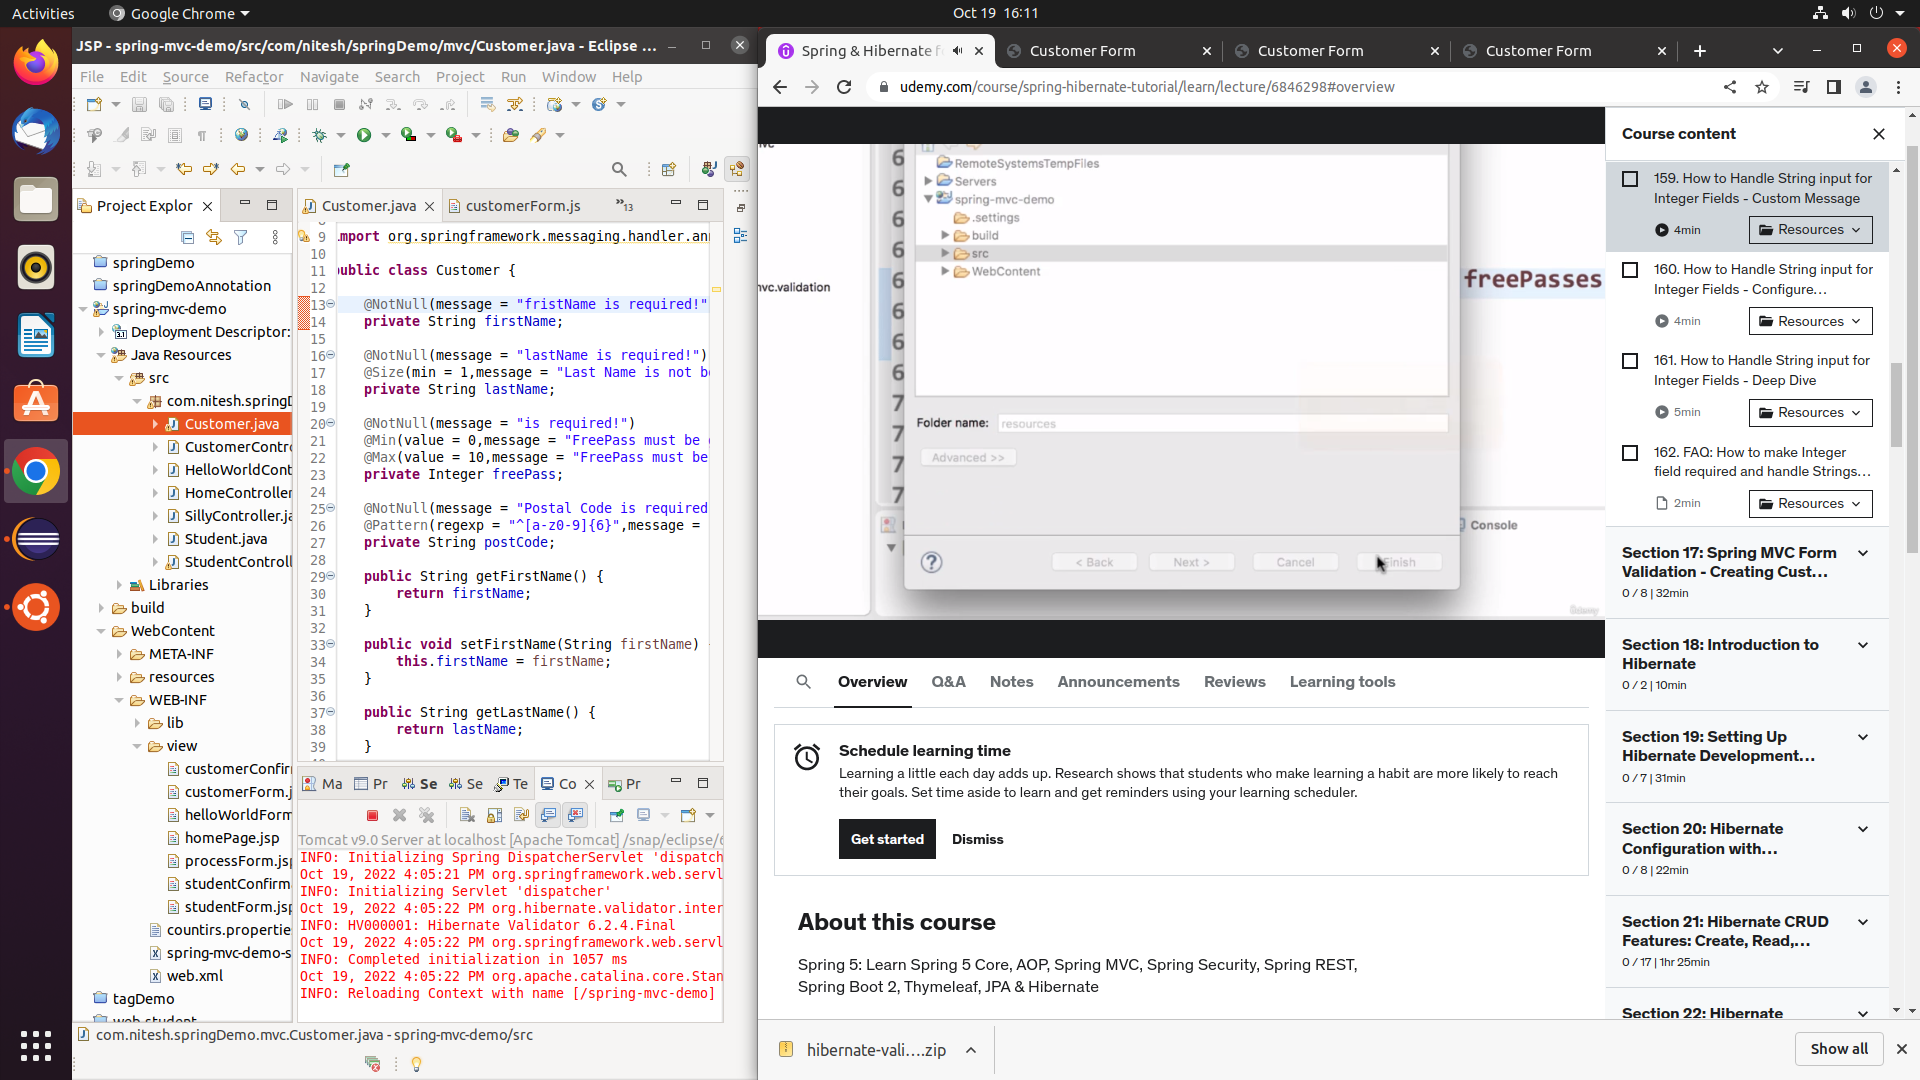 Activities
Google Chrome
Oct 19 16:11
JSP - spring-mvc-demo/src/com/nitesh/springDemo/mvc/Customer.java - Eclipse ...
File Edit Source Refactor Navigate Search Project Run Window Help
Project Explor
springDemo
springDemoAnnotation
spring-mvc-demo
Deployment Descriptor:
Java Resources
src
com.nitesh.springD
Customer.java
CustomerContro
HelloWorldCont
HomeController
SillyController.ja
Student.java
StudentControll
Libraries
build
WebContent
META-INF
resources
WEB-INF
lib
view
customerConfir
customerForm.j
helloWorldForm
homePage.jsp
processForm.jsp
studentConfirm
studentForm.jsp
countirs.propertie
spring-mvc-demo-s
web.xml
tagDemo
web-student
Customer.java customerForm.js 13
9 import org.springframework.messaging.handler.an
10
11 public class Customer {
12
13 @NotNull(message = "fristName is required!"
14 private String firstName;
15
16 @NotNull(message = "lastName is required!")
17 @Size(min = 1,message = "Last Name is not b
18 private String lastName;
19
20 @NotNull(message = "is required!")
21 @Min(value = 0,message = "FreePass must be
22 @Max(value = 10,message = "FreePass must be
23 private Integer freePass;
24
25 @NotNull(message = "Postal Code is required
26 @Pattern(regexp = "^[a-z0-9]{6}",message =
27 private String postCode;
28
29 public String getFirstName() {
30 return firstName;
31 }
32
33 public void setFirstName(String firstName)
34 this.firstName = firstName;
35 }
36
37 public String getLastName() {
38 return lastName;
39 }
Ma Pr Se Se Te Co Pr
Tomcat v9.0 Server at localhost [Apache Tomcat] /snap/eclipse/
INFO: Initializing Spring DispatcherServlet 'dispatch
Oct 19, 2022 4:05:21 PM org.springframework.web.servl
INFO: Initializing Servlet 'dispatcher'
Oct 19, 2022 4:05:22 PM org.hibernate.validator.inter
INFO: HV000001: Hibernate Validator 6.2.4.Final
Oct 19, 2022 4:05:22 PM org.springframework.web.servl
INFO: Completed initialization in 1057 ms
Oct 19, 2022 4:05:22 PM org.apache.catalina.core.Stan
INFO: Reloading Context with name [/spring-mvc-demo]
com.nitesh.springDemo.mvc.Customer.java - spring-mvc-demo/src
Spring & Hibernate f
Customer Form
Customer Form
Customer Form
udemy.com/course/spring-hibernate-tutorial/learn/lecture/6846298#overview
RemoteSystemsTempFiles
Servers
spring-mvc-demo
.settings
build
src
WebContent
mvc.validation
freePasses
Folder name: resources
Advanced >>
Console
< Back Next > Cancel Finish
Udemy
Overview Q&A Notes Announcements Reviews Learning tools
Schedule learning time
Learning a little each day adds up. Research shows that students who make learning a habit are more likely to reach
their goals. Set time aside to learn and get reminders using your learning scheduler.
Get started Dismiss
About this course
Spring 5: Learn Spring 5 Core, AOP, Spring MVC, Spring Security, Spring REST,
Spring Boot 2, Thymeleaf, JPA & Hibernate
Course content
159. How to Handle String input for
Integer Fields - Custom Message
4min Resources
160. How to Handle String input for
Integer Fields - Configure...
4min Resources
161. How to Handle String input for
Integer Fields - Deep Dive
5min Resources
162. FAQ: How to make Integer
field required and handle Strings...
2min Resources
Section 17: Spring MVC Form
Validation - Creating Cust...
0 / 8 | 32min
Section 18: Introduction to
Hibernate
0 / 2 | 10min
Section 19: Setting Up
Hibernate Development...
0 / 7 | 31min
Section 20: Hibernate
Configuration with...
0 / 8 | 22min
Section 21: Hibernate CRUD
Features: Create, Read,...
0 / 17 | 1hr 25min
Section 22: Hibernate
hibernate-vali....zip
Show all